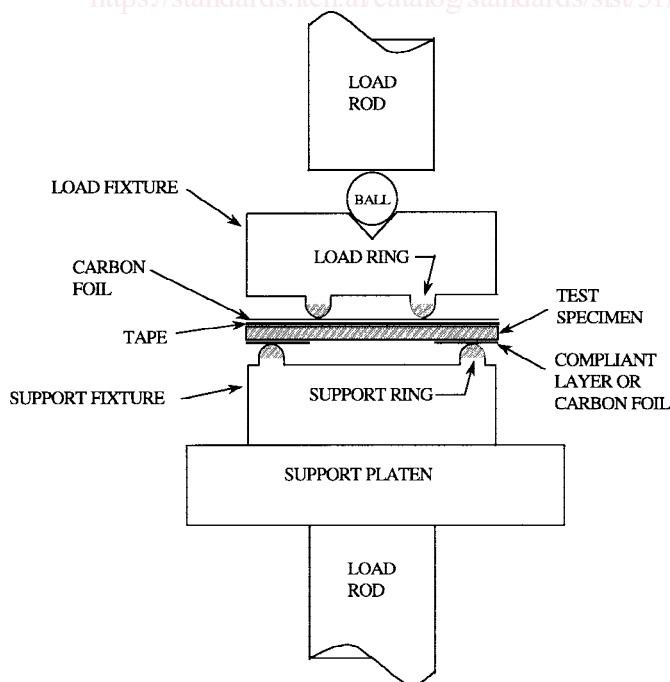 LOAD
ROD
BALL
LOAD FIXTURE
LOAD RING
CARBON
FOIL
TAPE
TEST
SPECIMEN
COMPLIANT
LAYER OR
CARBON FOIL
SUPPORT FIXTURE
SUPPORT RING
SUPPORT PLATEN
LOAD
ROD